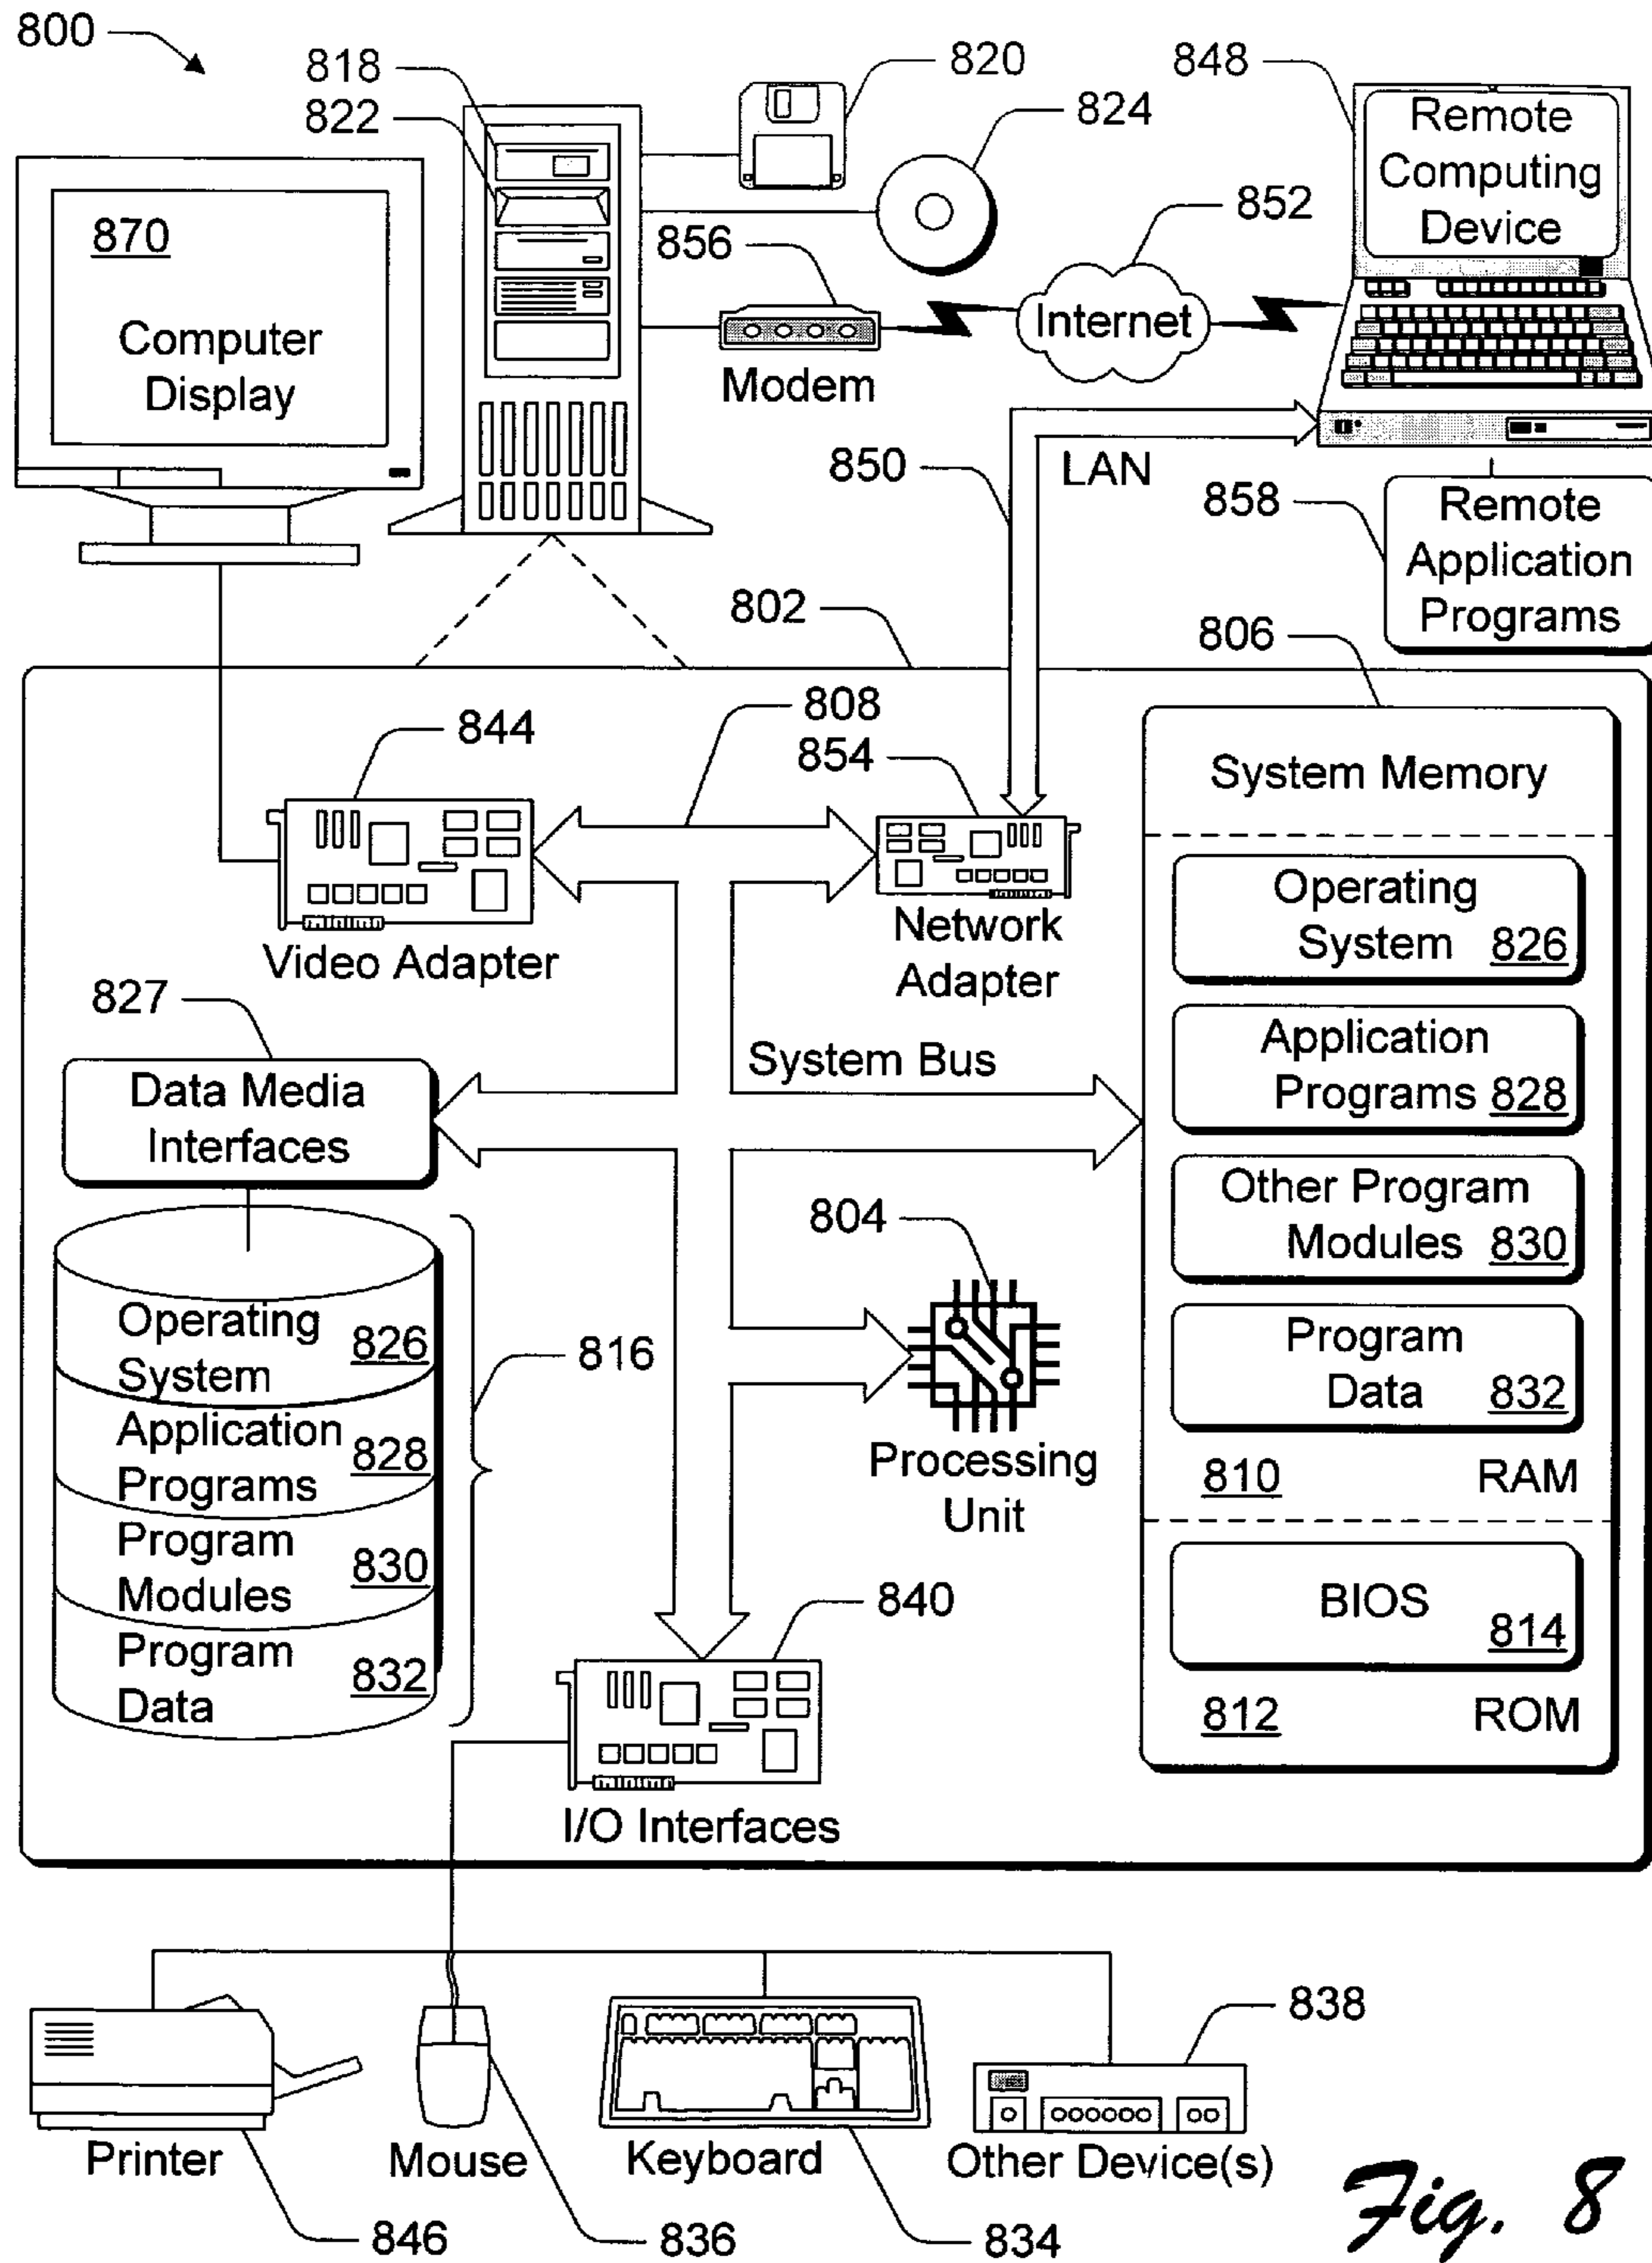 800
818
822
820
824
848
Remote
Computing
Device
870
Computer
Display
856
852
Internet
Modem
850
LAN
858
Remote
Application
Programs
802
806
808
844
854
System Memory
Video Adapter
Network
Adapter
Operating
System 826
827
Data Media
Interfaces
System Bus
Application
Programs 828
Other Program
Modules 830
804
Processing
Unit
Program
Data 832
810 RAM
Operating
System 826
Application
Programs 828
Program
Modules 830
Program
Data 832
816
BIOS
814
812 ROM
840
I/O Interfaces
838
Printer
Mouse
Keyboard
Other Device(s)
846
836
834
Fig. 8